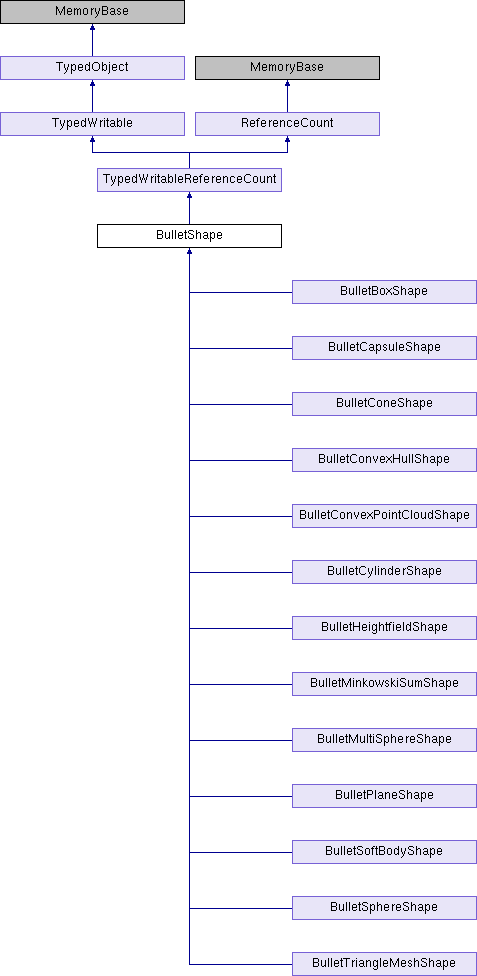 MemoryBase
TypedObject
MemoryBase
TypedWritable
ReferenceCount
TypedWritableReferenceCount
BulletShape
BulletBoxShape
BulletCapsuleShape
BulletConeShape
BulletConvexHullShape
BulletConvexPointCloudShape
BulletCylinderShape
BulletHeightfieldShape
BulletMinkowskiSumShape
BulletMultiSphereShape
BulletPlaneShape
BulletSoftBodyShape
BulletSphereShape
BulletTriangleMeshShape